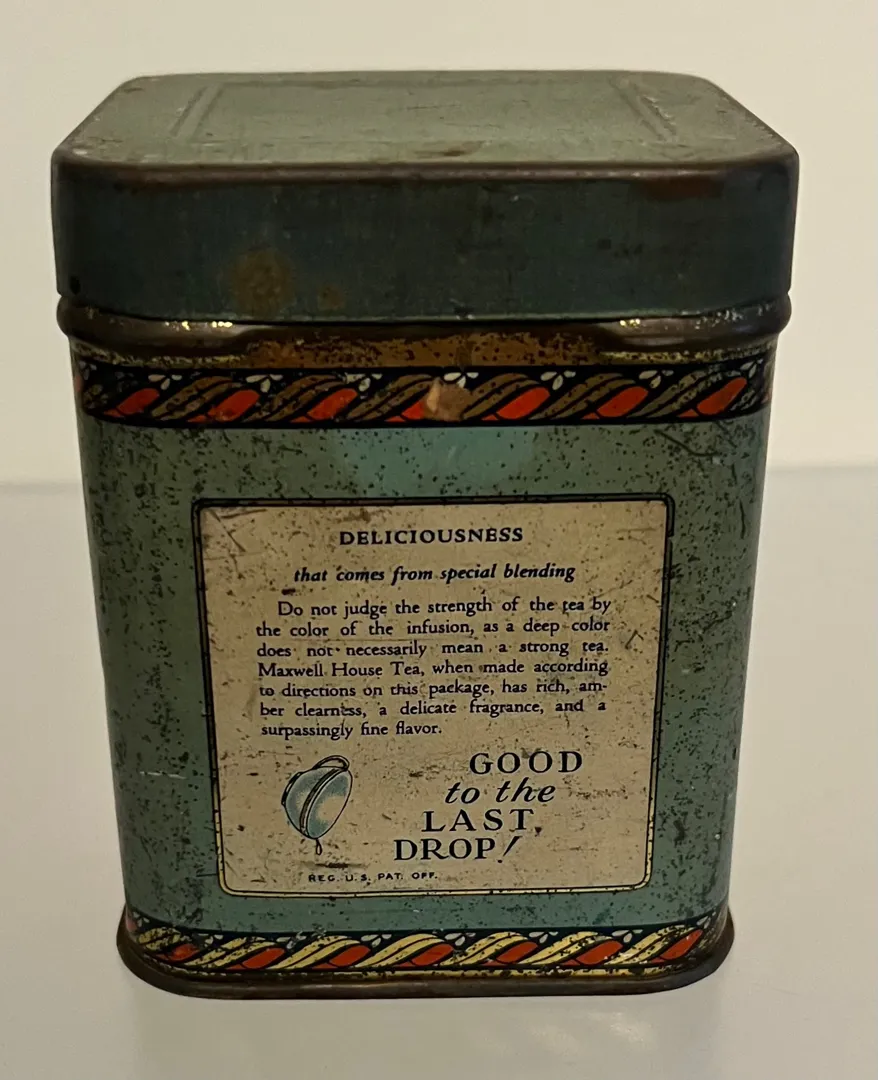 DELICIOUSNESS
that comes from special blending
Do not judge the strength of the tea by
the color of the infusion, as a deep color
does not necessarily mean a strong tea.
Maxwell House Tea, when made according
to directions on this package, has rich, am-
ber clearness, a delicate fragrance, and a
surpassingly fine flavor.
GOOD
to the
LAST
DROP!
REG. U.S. PAT. OFF.